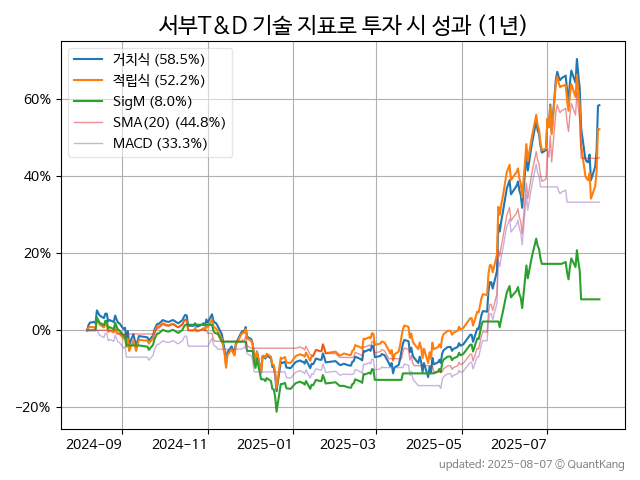 서부T&D 기술 지표로 투자 시 성과 (1년)
거치식 (58.5%)
적립식 (52.2%)
SigM (8.0%)
SMA(20) (44.8%)
MACD (33.3%)
60%
40%
20%
0%
−20%
2024−09 2024−11 2025−01 2025−03 2025−05 2025−07
updated: 2025-08-07 © QuantKang